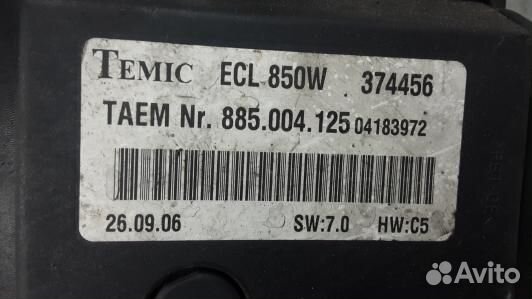 TEMIC ECL 850W 374456
TAEM Nr. 885.004.125 04183972
26.09.06 SW:7.0 HW:C5
Avito